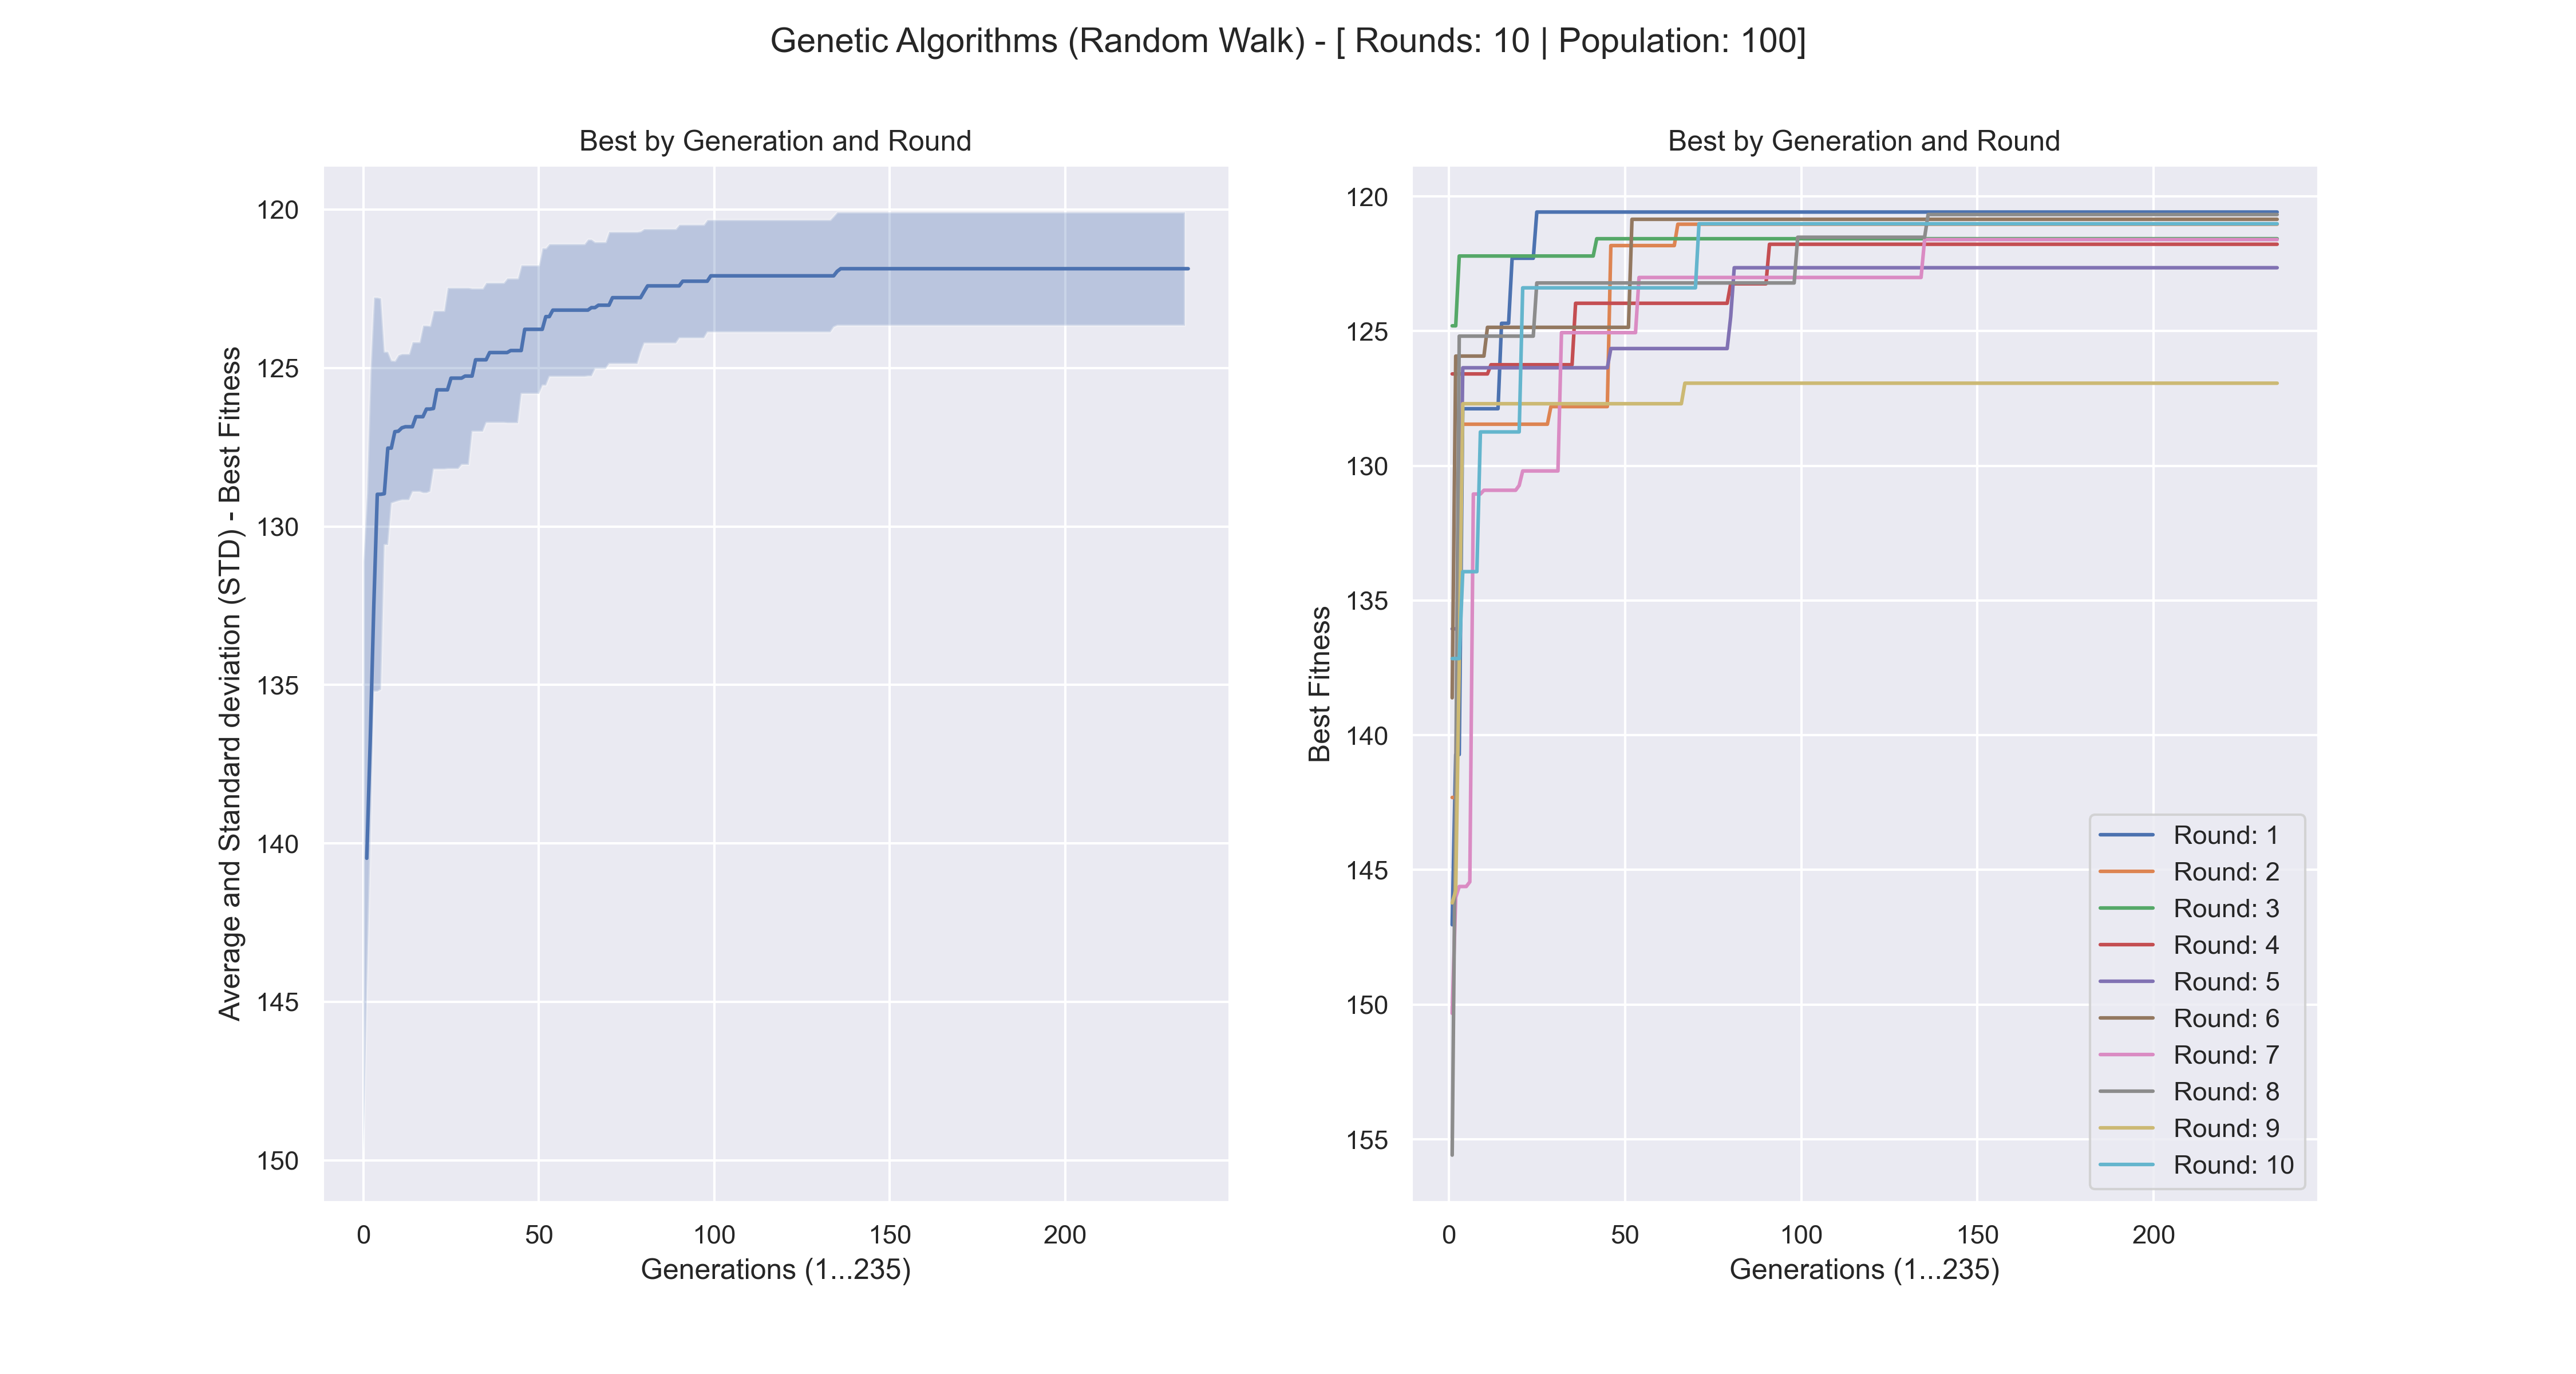 Genetic Algorithms (Random Walk) - [ Rounds: 10 | Population: 100]
Best by Generation and Round
Average and Standard deviation (STD) - Best Fitness
120
125
130
135
140
145
150
0 50 100 150 200
Generations (1...235)
Best by Generation and Round
Best Fitness
120
125
130
135
140
145
150
155
0 50 100 150 200
Generations (1...235)
Round: 1
Round: 2
Round: 3
Round: 4
Round: 5
Round: 6
Round: 7
Round: 8
Round: 9
Round: 10